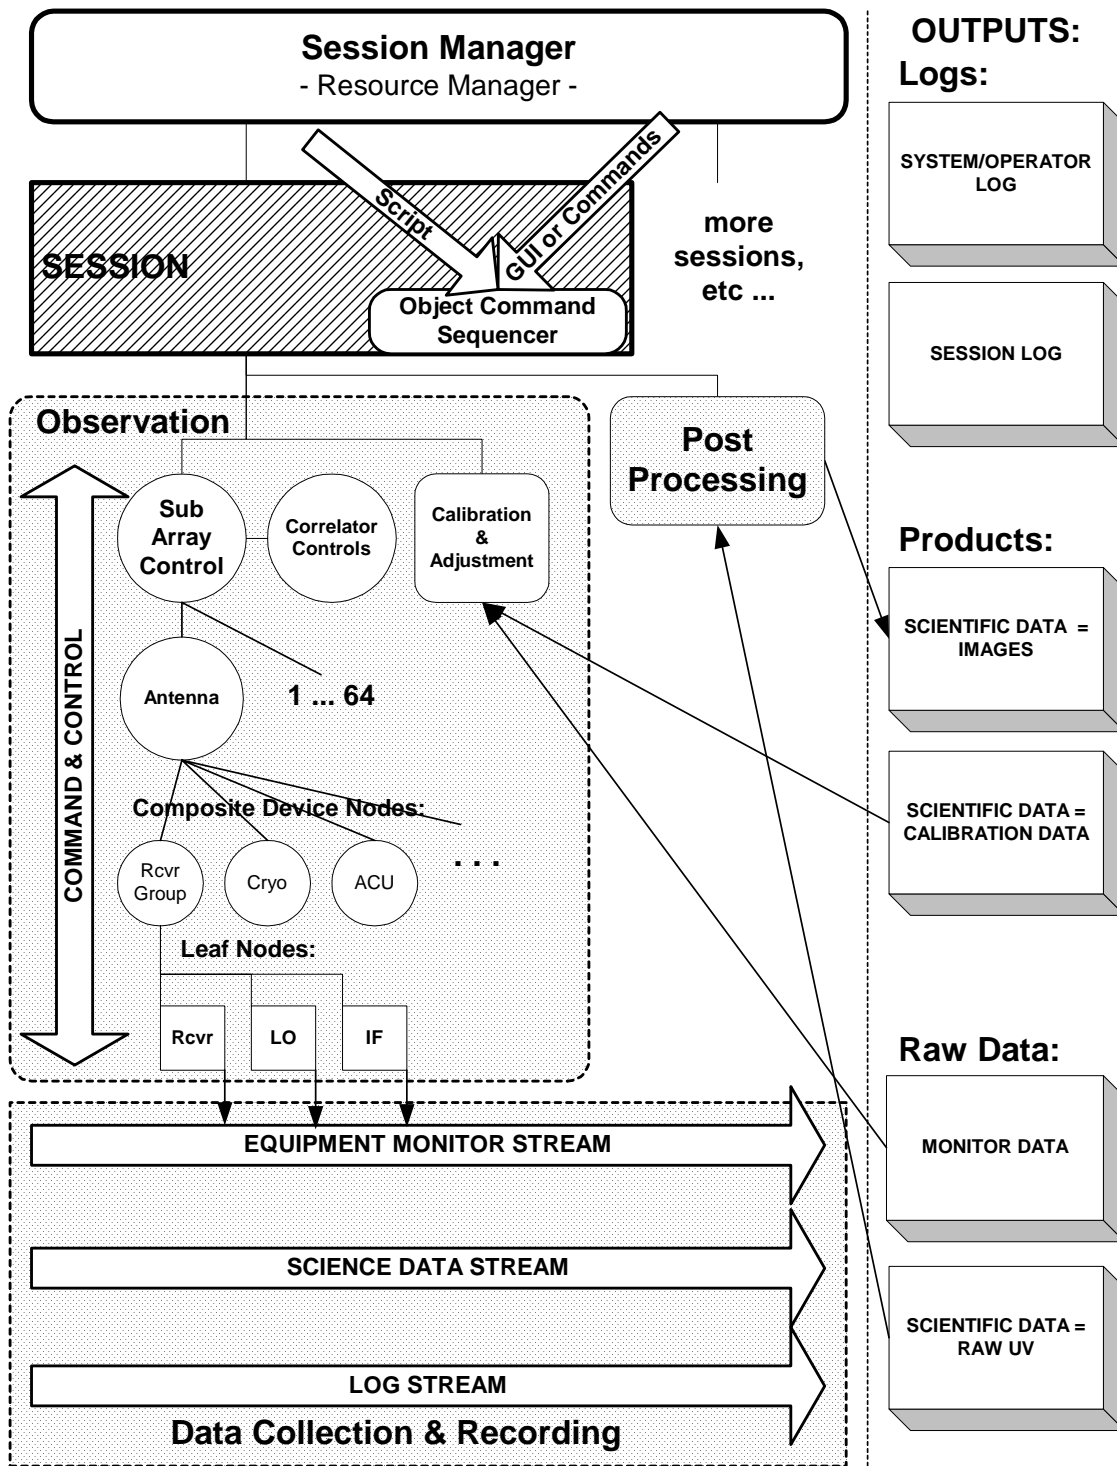 Session Manager
- Resource Manager -
OUTPUTS:
Logs:
SYSTEM/OPERATOR
LOG
Script
GUI or Commands
SESSION
Object Command
Sequencer
more
sessions,
etc ...
SESSION LOG
Observation
Post
Processing
Sub
Array
Control
Correlator
Controls
Calibration
&
Adjustment
Products:
SCIENTIFIC DATA =
IMAGES
COMMAND & CONTROL
Antenna
1 ... 64
Composite Device Nodes:
Rcvr
Group
Cryo
ACU
. . .
SCIENTIFIC DATA =
CALIBRATION DATA
Leaf Nodes:
Rcvr
LO
IF
Raw Data:
MONITOR DATA
EQUIPMENT MONITOR STREAM
SCIENCE DATA STREAM
SCIENTIFIC DATA =
RAW UV
LOG STREAM
Data Collection & Recording